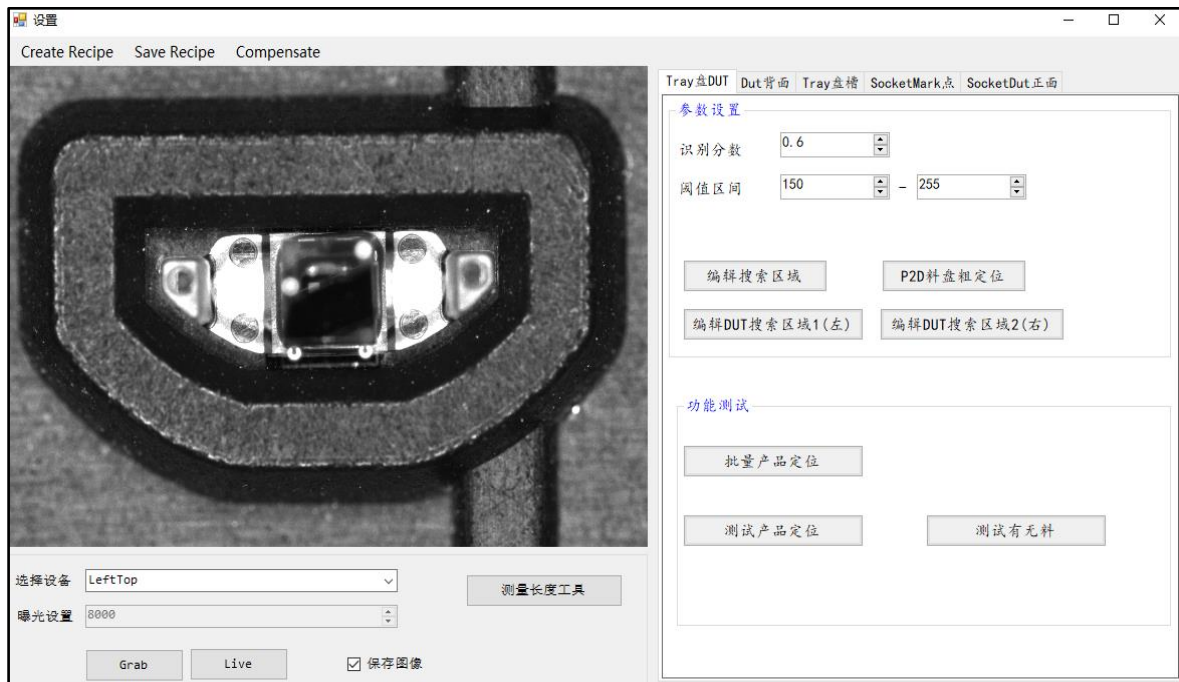 设置
Create Recipe Save Recipe Compensate
Tray盘DUT Dut背面 Tray盘槽 SocketMark点 SocketDut正面
参数设置
识别分数 0.6
阈值区间 150 - 255
编辑搜索区域 P2D料盘粗定位
编辑DUT搜索区域1(左) 编辑DUT搜索区域2(右)
功能测试
批量产品定位
测试产品定位 测试有无料
选择设备 LeftTop 测量长度工具
曝光设置 8000
Grab Live 保存图像